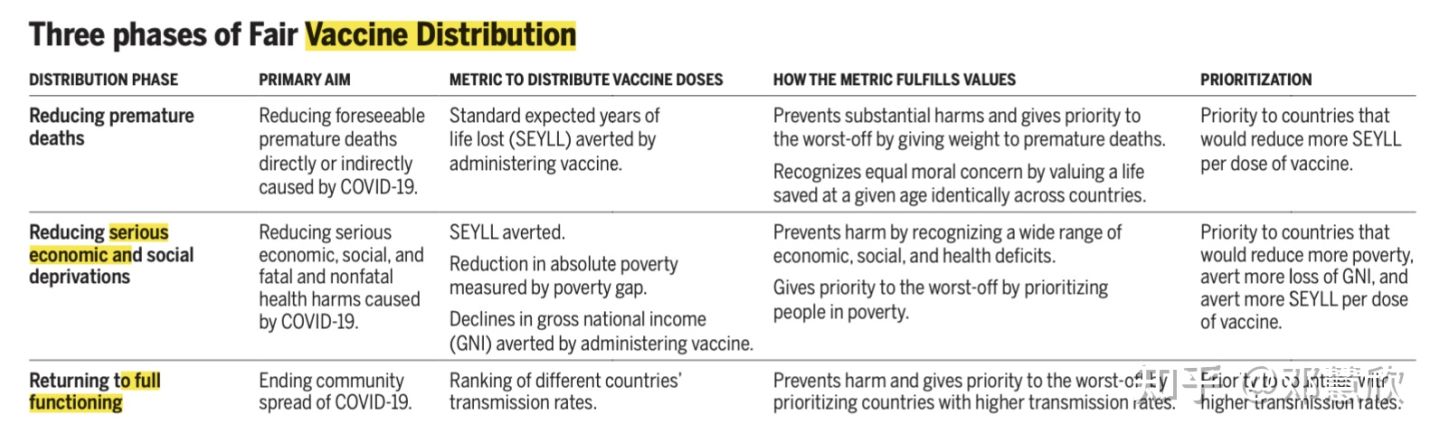 Three phases of Fair Vaccine Distribution
DISTRIBUTION PHASE PRIMARY AIM METRIC TO DISTRIBUTE VACCINE DOSES HOW THE METRIC FULFILLS VALUES PRIORITIZATION
Reducing premature
deaths
Reducing foreseeable
premature deaths
directly or indirectly
caused by COVID-19.
Standard expected years of
life lost (SEYLL) averted by
administering vaccine.
Prevents substantial harms and gives priority to
the worst-off by giving weight to premature deaths.
Recognizes equal moral concern by valuing a life
saved at a given age identically across countries.
Priority to countries that
would reduce more SEYLL
per dose of vaccine.
Reducing serious
economic and social
deprivations
Reducing serious
economic, social, and
fatal and nonfatal
health harms caused
by COVID-19.
SEYLL averted.
Reduction in absolute poverty
measured by poverty gap.
Declines in gross national income
(GNI) averted by administering vaccine.
Prevents harm by recognizing a wide range of
economic, social, and health deficits.
Gives priority to the worst-off by prioritizing
people in poverty.
Priority to countries that
would reduce more poverty,
avert more loss of GNI, and
avert more SEYLL per dose
of vaccine.
Returning to full
functioning
Ending community
spread of COVID-19.
Ranking of different countries'
transmission rates.
Prevents harm and gives priority to the worst-off by
prioritizing countries with higher transmission rates.
Priority to countries with
higher transmission rates.
知乎 @邓慧欣